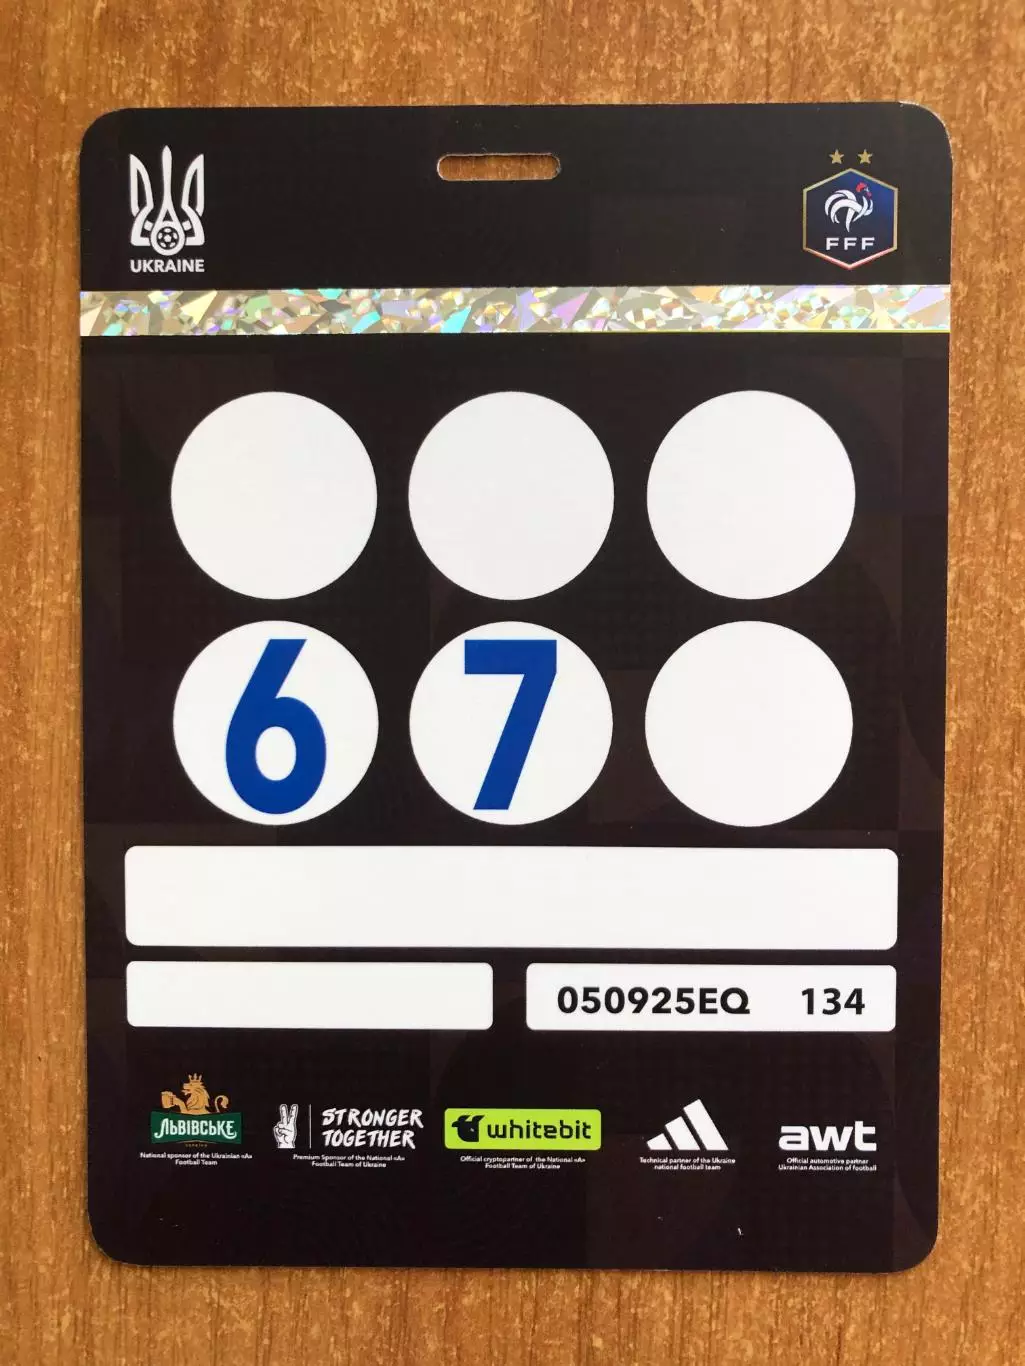 UKRAINE
FFF
6 7
050925EQ 134
ЛЬВІВСЬКЕ
National sponsor of the Ukrainian «A»
Football Team
STRONGER
TOGETHER
Premium Sponsor of the National «A»
Football Team of Ukraine
whitebit
Official cryptopartner of the National «A»
Football Team of Ukraine
Technical partner of the Ukraine
national football team
awt
Official automotive partner
Ukrainian Association of football